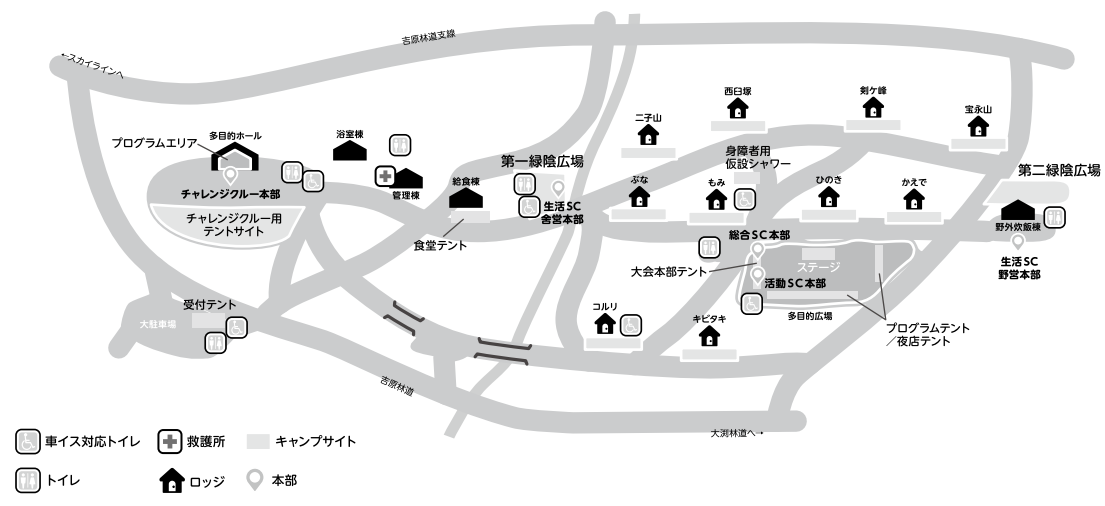 吉原林道支線
←スカイラインへ
西臼塚
剣ケ峰
宝永山
二子山
プログラムエリア
多目的ホール
浴室棟
身障者用
仮設シャワー
第一緑陰広場
第二緑陰広場
チャレンジクルー本部
管理棟
給食棟
ぶな
もみ
ひのき
かえで
生活SC
舎営本部
チャレンジクルー用
テントサイト
野外炊飯棟
食堂テント
総合SC本部
生活SC
野営本部
大会本部テント
ステージ
活動SC本部
受付テント
大駐車場
コルリ
キビタキ
多目的広場
プログラムテント
／夜店テント
吉原林道
大渕林道へ→
車イス対応トイレ
救護所
キャンプサイト
トイレ
ロッジ
本部